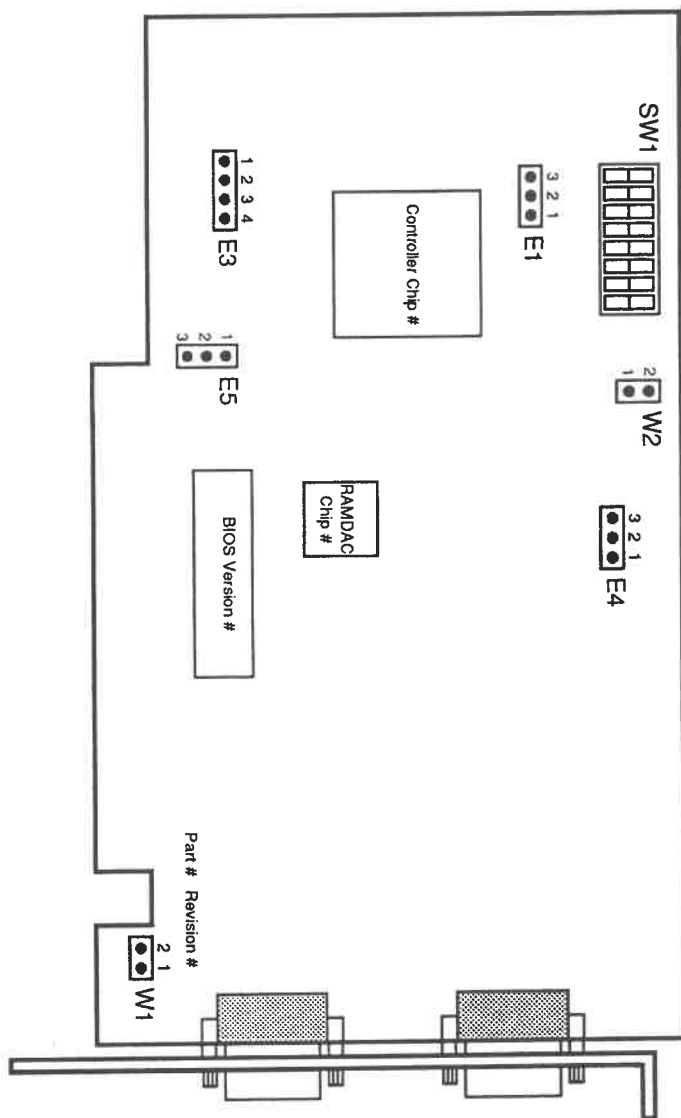 SW1
2
1
W2
3 2 1
E4
3 2 1
E1
Controller Chip #
RAMDAC
Chip #
1 2 3 4
E3
1
2
3
E5
BIOS Version #
Part # Revision #
2 1
W1